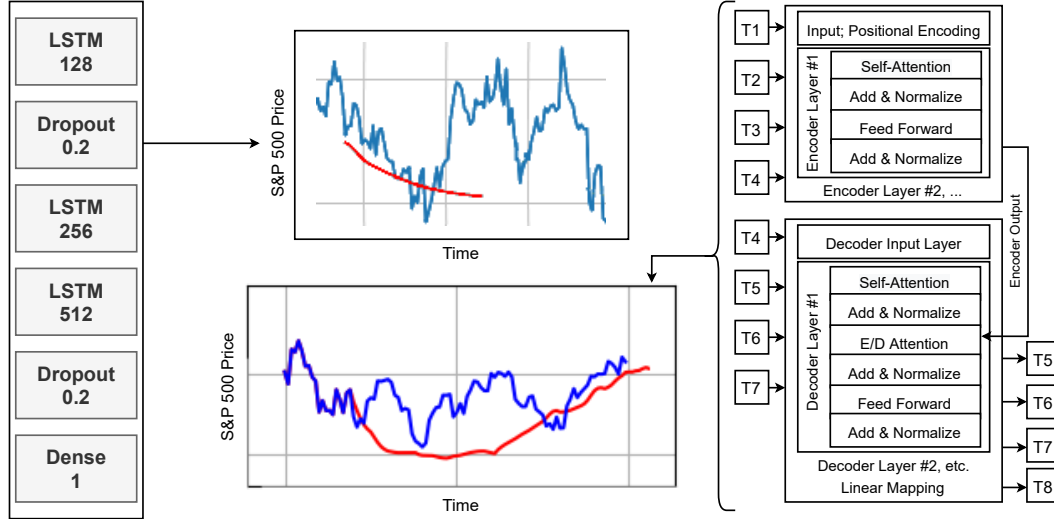 LSTM
128
Dropout
0.2
LSTM
256
LSTM
512
Dropout
0.2
Dense
1
S&P 500 Price
Time
S&P 500 Price
Time
T1
T2
T3
T4
Input; Positional Encoding
Encoder Layer #1
Self-Attention
Add & Normalize
Feed Forward
Add & Normalize
Encoder Layer #2, ...
Encoder Output
T4
T5
T6
T7
Decoder Input Layer
Decoder Layer #1
Self-Attention
Add & Normalize
E/D Attention
Add & Normalize
Feed Forward
Add & Normalize
Decoder Layer #2, etc.
Linear Mapping
T5
T6
T7
T8